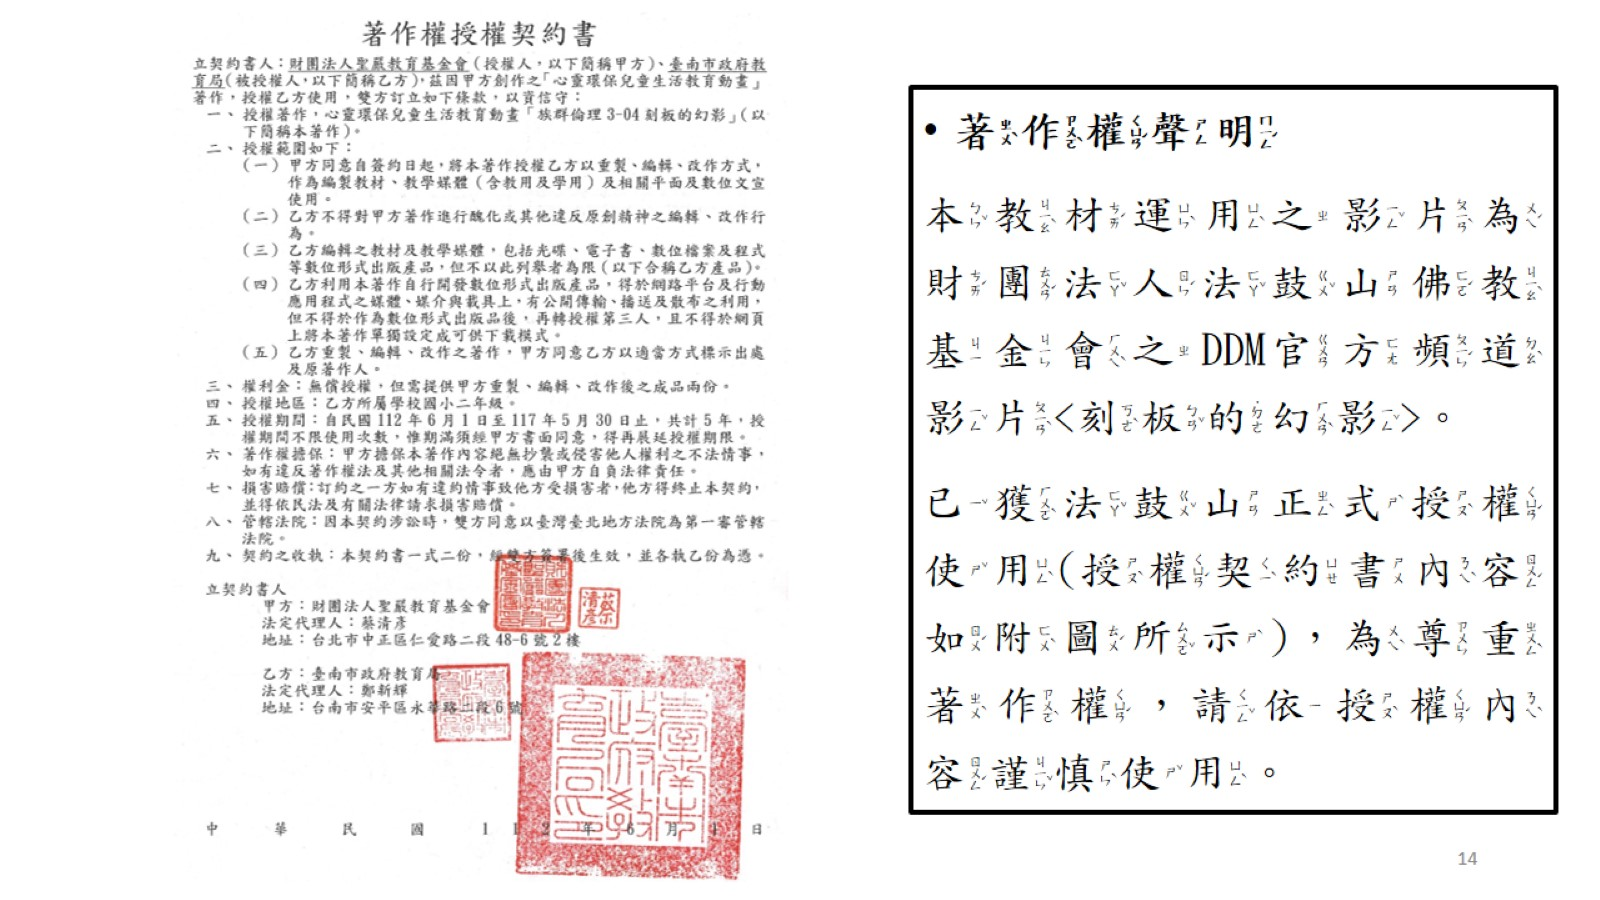 著作權授權契約書
立契約書人：財團法人聖嚴教育基金會（授權人，以下簡稱甲方）、臺南市政府教
育局（被授權人，以下簡稱乙方），茲因甲方創作之「心靈環保兒童生活教育動畫」
著作，授權乙方使用，雙方訂立如下條款，以資信守：
一、授權著作，心靈環保兒童生活教育動畫「族群倫理 3-04 刻板的幻影」（以
下簡稱本著作）。
二、授權範圍如下：
（一）甲方同意自簽約日起，將本著作授權乙方以重製、編輯、改作方式，
作為編製教材、教學媒體（含教用及學用）及相關平面及數位文宣
使用。
（二）乙方不得對甲方著作進行醜化或其他違反原創精神之編輯、改作行
為。
（三）乙方編輯之教材及教學媒體，包括光碟、電子書、數位檔案及程式
等數位形式出版產品，但不以此列舉者為限（以下合稱乙方產品）。
（四）乙方利用本著作自行開發數位形式出版產品，得於網路平台及行動
應用程式之媒體、媒介與載具上，有公開傳輸、播送及散布之利用，
但不得於作為數位形式出版品後，再轉授權第三人，且不得於網頁
上將本著作單獨設定成可供下載模式。
（五）乙方重製、編輯、改作之著作，甲方同意乙方以適當方式標示出處
及原著作人。
三、權利金：無償授權，但需提供甲方重製、編輯、改作後之成品兩份。
四、授權地區：乙方所屬學校國小二年級。
五、授權期間：自民國 112 年 6 月 1 日至 117 年 5 月 30 日止，共計 5 年，授
權期間不限使用次數，惟期滿須經甲方書面同意，得再展延授權期限。
六、著作權擔保：甲方擔保本著作內容絕無抄襲或侵害他人權利之不法情事，
如有違反著作權法及其他相關法令者，應由甲方自負法律責任。
七、損害賠償：訂約之一方如有違約情事致他方受損害者，他方得終止本契約，
並得依民法及有關法律請求損害賠償。
八、管轄法院：因本契約涉訟時，雙方同意以臺灣臺北地方法院為第一審管轄
法院。
九、契約之收執：本契約書一式二份，經雙方簽署後生效，並各執乙份為憑。
立契約書人
甲方：財團法人聖嚴教育基金會
法定代理人：蔡清彥
地址：台北市中正區仁愛路二段 48-6 號 2 樓
乙方：臺南市政府教育局
法定代理人：鄭新輝
地址：台南市安平區永華路二段 6 號
中華民國 112 年 6 月 1 日
• 著作權聲明
本教材運用之影片為
財團法人法鼓山佛教
基金會之DDM官方頻道
影片<刻板的幻影>。
已獲法鼓山正式授權
使用(授權契約書內容
如附圖所示)，為尊重
著作權，請依授權內
容謹慎使用。
14